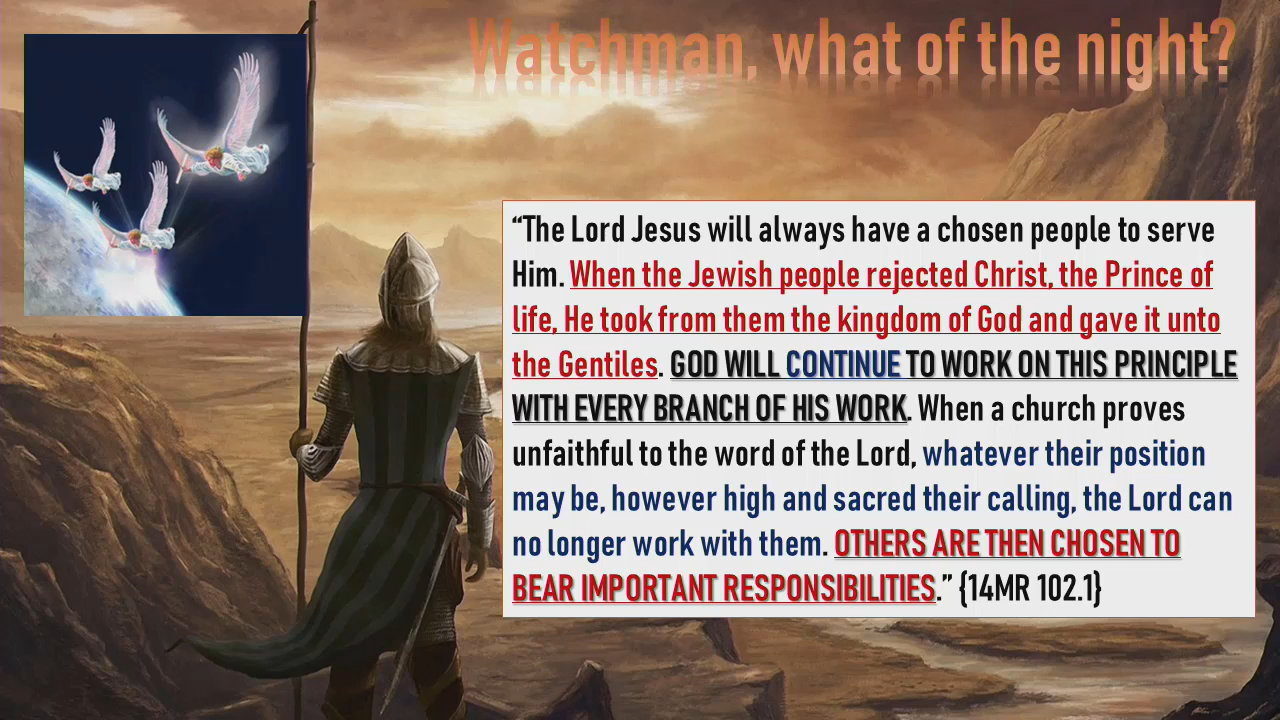 Watchman, what of the night?
“The Lord Jesus will always have a chosen people to serve
Him. When the Jewish people rejected Christ, the Prince of
life, He took from them the kingdom of God and gave it unto
the Gentiles. GOD WILL CONTINUE TO WORK ON THIS PRINCIPLE
WITH EVERY BRANCH OF HIS WORK. When a church proves
unfaithful to the word of the Lord, whatever their position
may be, however high and sacred their calling, the Lord can
no longer work with them. OTHERS ARE THEN CHOSEN TO
BEAR IMPORTANT RESPONSIBILITIES.” {14MR 102.1}